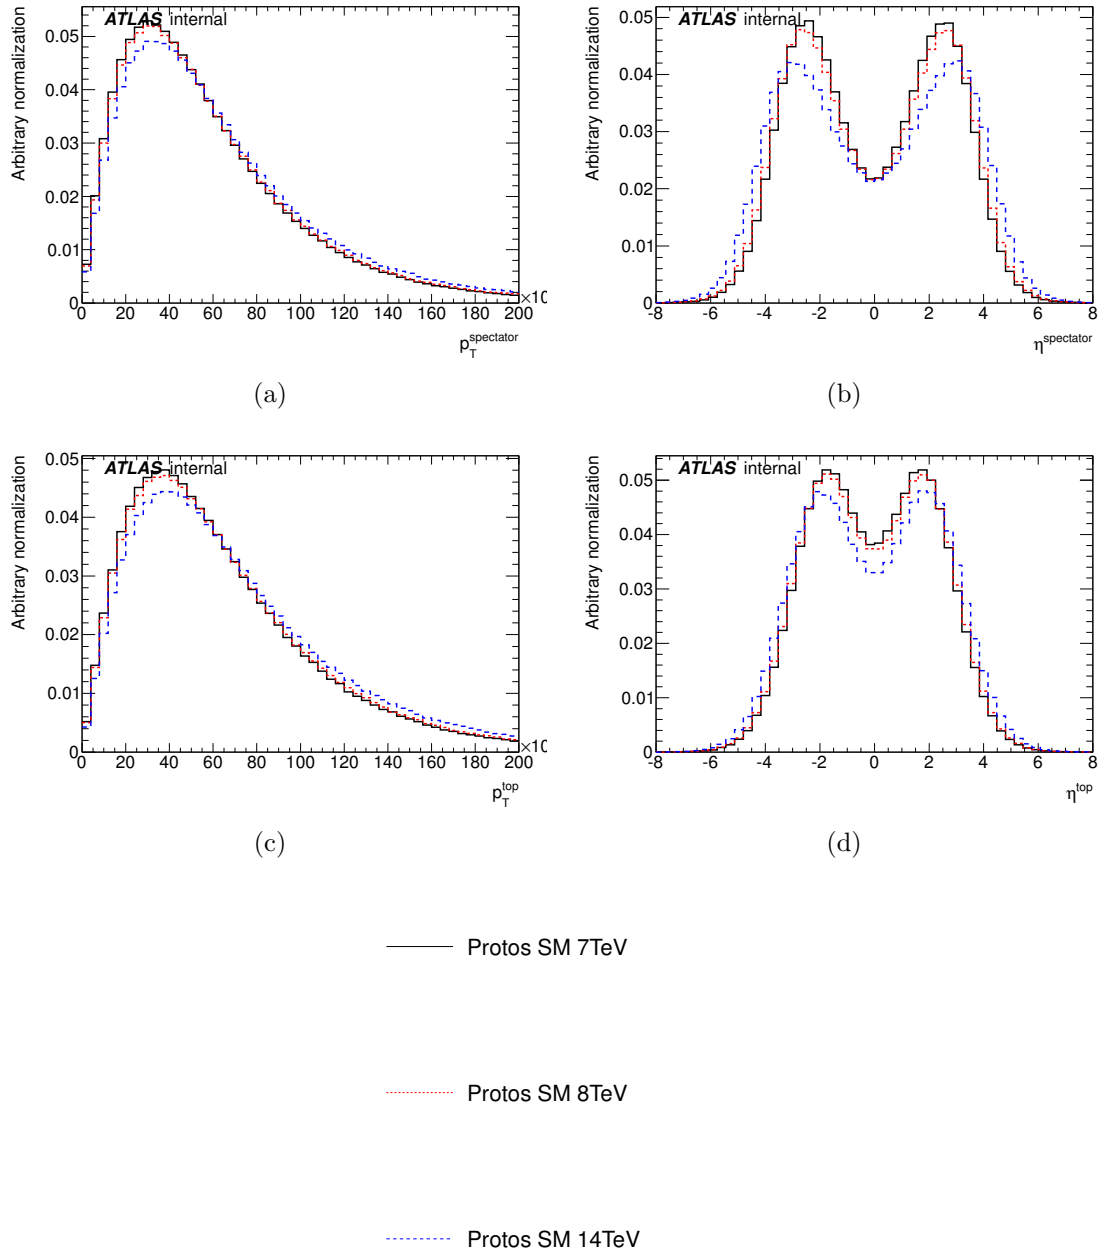 ATLAS internal
Arbitrary normalization
0.05
0.04
0.03
0.02
0.01
0
0 20 40 60 80 100 120 140 160 180 200
×10
p_T^spectator
(a)
ATLAS internal
Arbitrary normalization
0.05
0.04
0.03
0.02
0.01
0
-8 -6 -4 -2 0 2 4 6 8
η^spectator
(b)
ATLAS internal
Arbitrary normalization
0.05
0.04
0.03
0.02
0.01
0
0 20 40 60 80 100 120 140 160 180 200
×10
p_T^top
(c)
ATLAS internal
Arbitrary normalization
0.05
0.04
0.03
0.02
0.01
0
-8 -6 -4 -2 0 2 4 6 8
η^top
(d)
Protos SM 7TeV
Protos SM 8TeV
Protos SM 14TeV